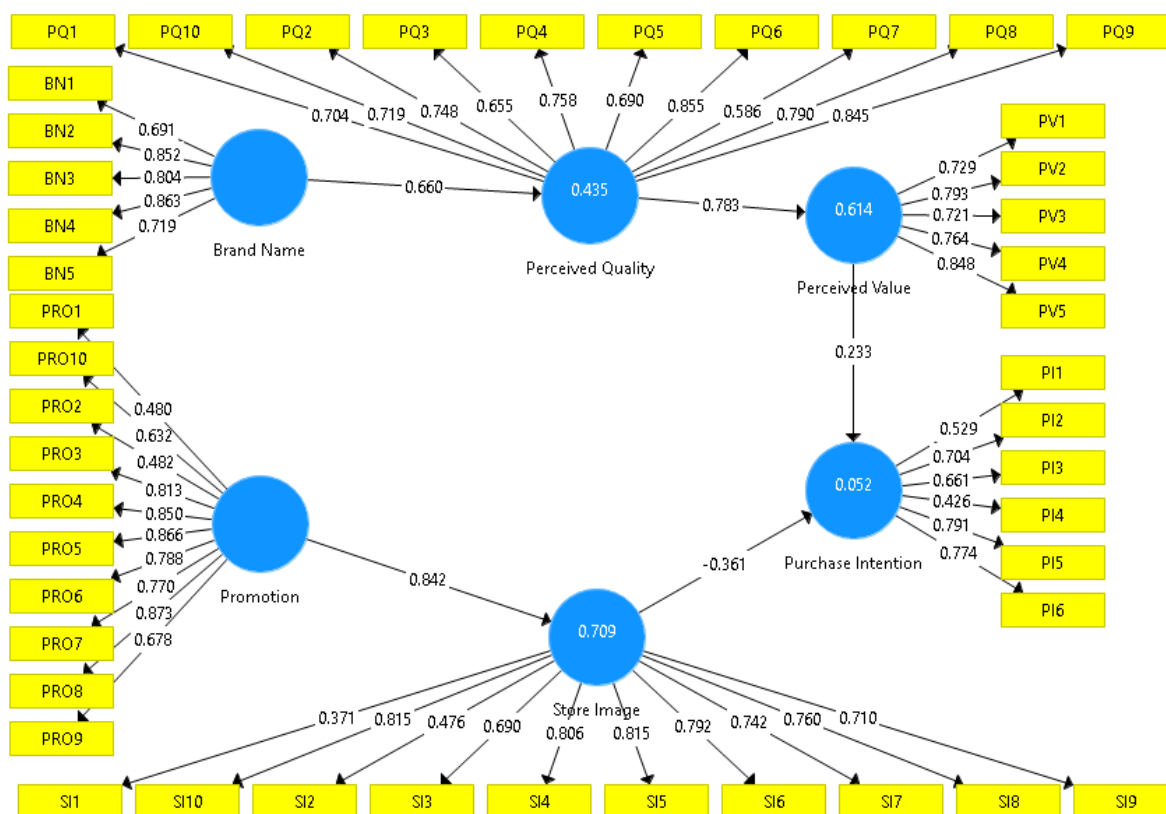 PQ1 PQ10 PQ2 PQ3 PQ4 PQ5 PQ6 PQ7 PQ8 PQ9
0.704 0.719 0.748 0.655 0.758 0.690 0.855 0.586 0.790 0.845
BN1
BN2
BN3
BN4
BN5
0.691
0.852
0.804
0.863
0.719
Brand Name
0.660
0.435
Perceived Quality
0.783
0.614
Perceived Value
0.729
0.793
0.721
0.764
0.848
PV1
PV2
PV3
PV4
PV5
0.233
PRO1
PRO10
PRO2
PRO3
PRO4
PRO5
PRO6
PRO7
PRO8
PRO9
0.480
0.632
0.482
0.813
0.850
0.866
0.788
0.770
0.873
0.678
Promotion
0.842
0.709
Store Image
-0.361
0.052
Purchase Intention
0.529
0.704
0.661
0.426
0.791
0.774
PI1
PI2
PI3
PI4
PI5
PI6
0.371 0.815 0.476 0.690 0.806 0.815 0.792 0.742 0.760 0.710
SI1 SI10 SI2 SI3 SI4 SI5 SI6 SI7 SI8 SI9